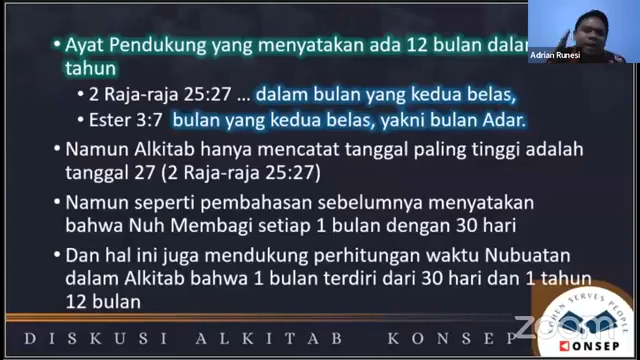 • Ayat Pendukung yang menyatakan ada 12 bulan dalam
tahun
• 2 Raja-raja 25:27 ... dalam bulan yang kedua belas,
• Ester 3:7 bulan yang kedua belas, yakni bulan Adar.
• Namun Alkitab hanya mencatat tanggal paling tinggi adalah
tanggal 27 (2 Raja-raja 25:27)
• Namun seperti pembahasan sebelumnya menyatakan
bahwa Nuh Membagi setiap 1 bulan dengan 30 hari
• Dan hal ini juga mendukung perhitungan waktu Nubuatan
dalam Alkitab bahwa 1 bulan terdiri dari 30 hari dan 1 tahun
12 bulan
DISKUSI ALKITAB KONSEP
Adrian Runesi
SERVES PEOPLE
zoom
KONSEP